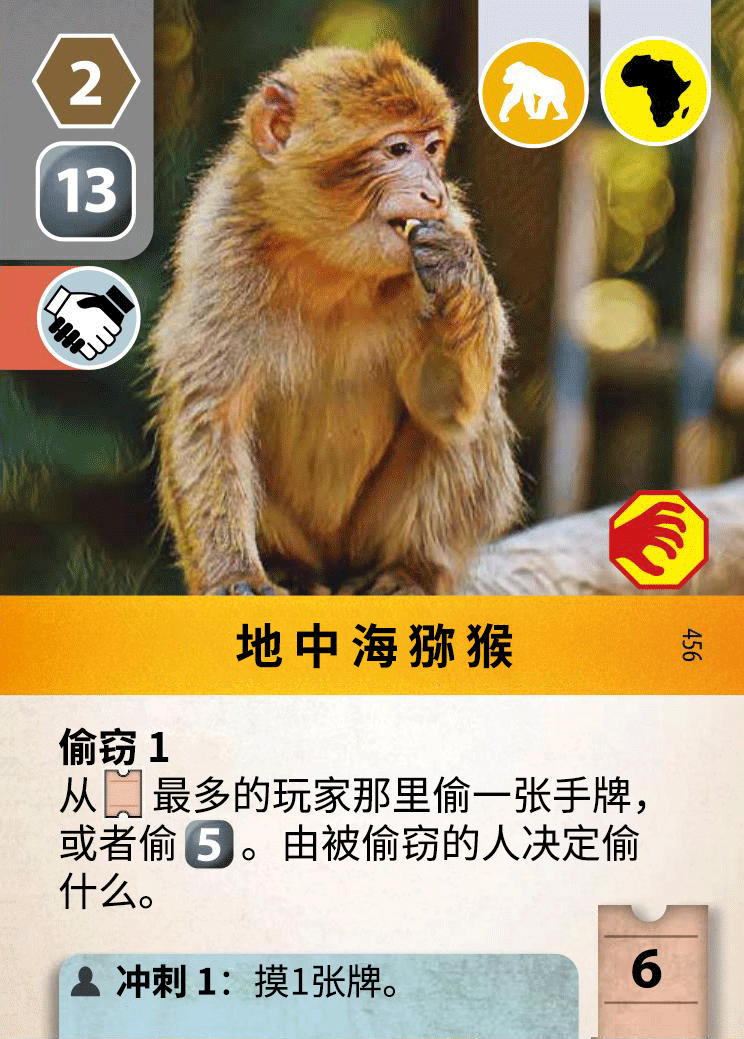 2
13
地中海猕猴
456
偷窃 1
从 最多的玩家那里偷一张手牌，
或者偷 5 。由被偷窃的人决定偷
什么。
6
冲刺 1：摸1张牌。